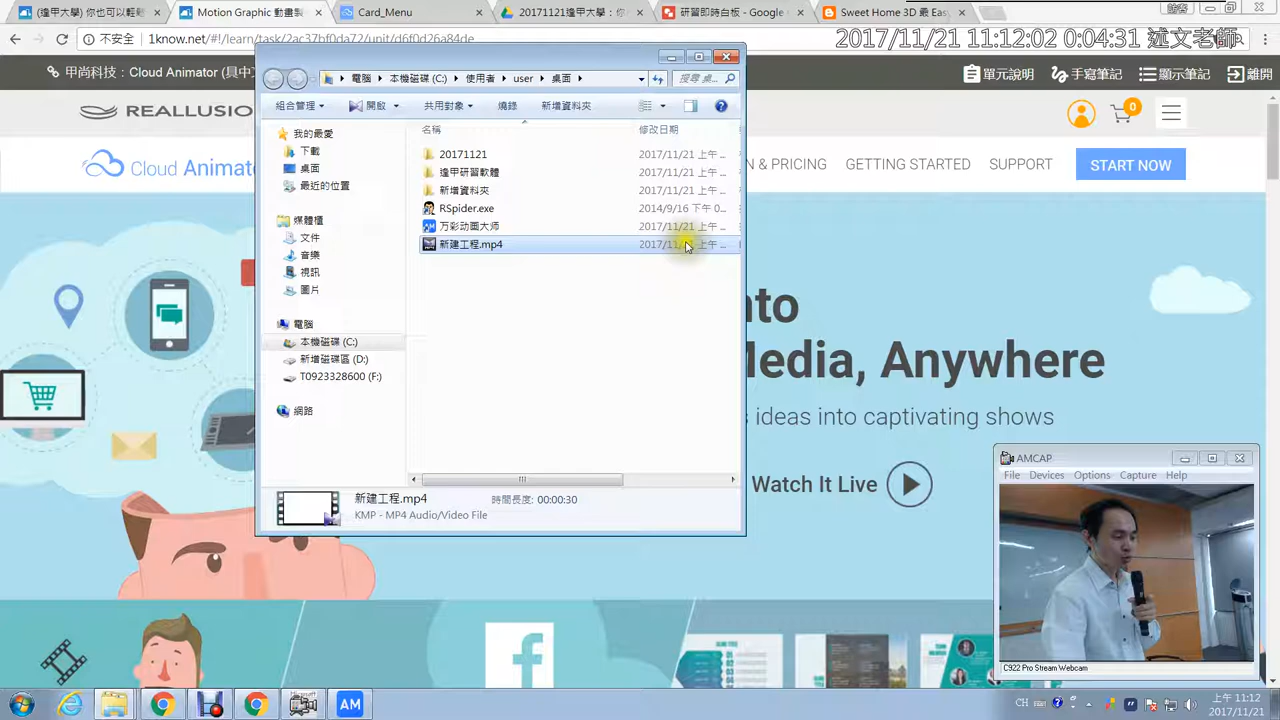 (逢甲大學) 你也可以輕鬆
Motion Graphic 動畫製
Card_Menu
20171121逢甲大學：
研習即時白板 - Google
Sweet Home 3D 最 Eas
訪客
不安全
1know.net/#!/learn/task/2ac37bf0da72/unit/d6f0d26a84de
2017/11/21 11:12:02 0:04:31 述文老師
甲尚科技：Cloud Animator (具中
單元說明
手寫筆記
顯示筆記
離開
REALLUSIO
0
Cloud Animat
N & PRICING
GETTING STARTED
SUPPORT
START NOW
電腦
本機磁碟 (C:)
使用者
user
桌面
搜尋 桌...
組合管理
開啟
共用對象
燒錄
新增資料夾
我的最愛
下載
桌面
最近的位置
媒體櫃
文件
音樂
視訊
圖片
電腦
本機磁碟 (C:)
新增磁碟區 (D:)
T0923328600 (F:)
網路
名稱
修改日期
20171121
2017/11/21 上午 ...
逢甲研習軟體
2017/11/21 上午 ...
新增資料夾
2017/11/21 上午 ...
RSpider.exe
2014/9/16 下午 0...
万彩动画大师
2017/11/21 上午 ...
新建工程.mp4
2017/11/ 上午 ...
新建工程.mp4
時間長度: 00:00:30
KMP - MP4 Audio/Video File
nto
Media, Anywhere
ideas into captivating shows
Watch It Live
AMCAP
File
Devices
Options
Capture
Help
C922 Pro Stream Webcam
AM
CH
上午 11:12
2017/11/21